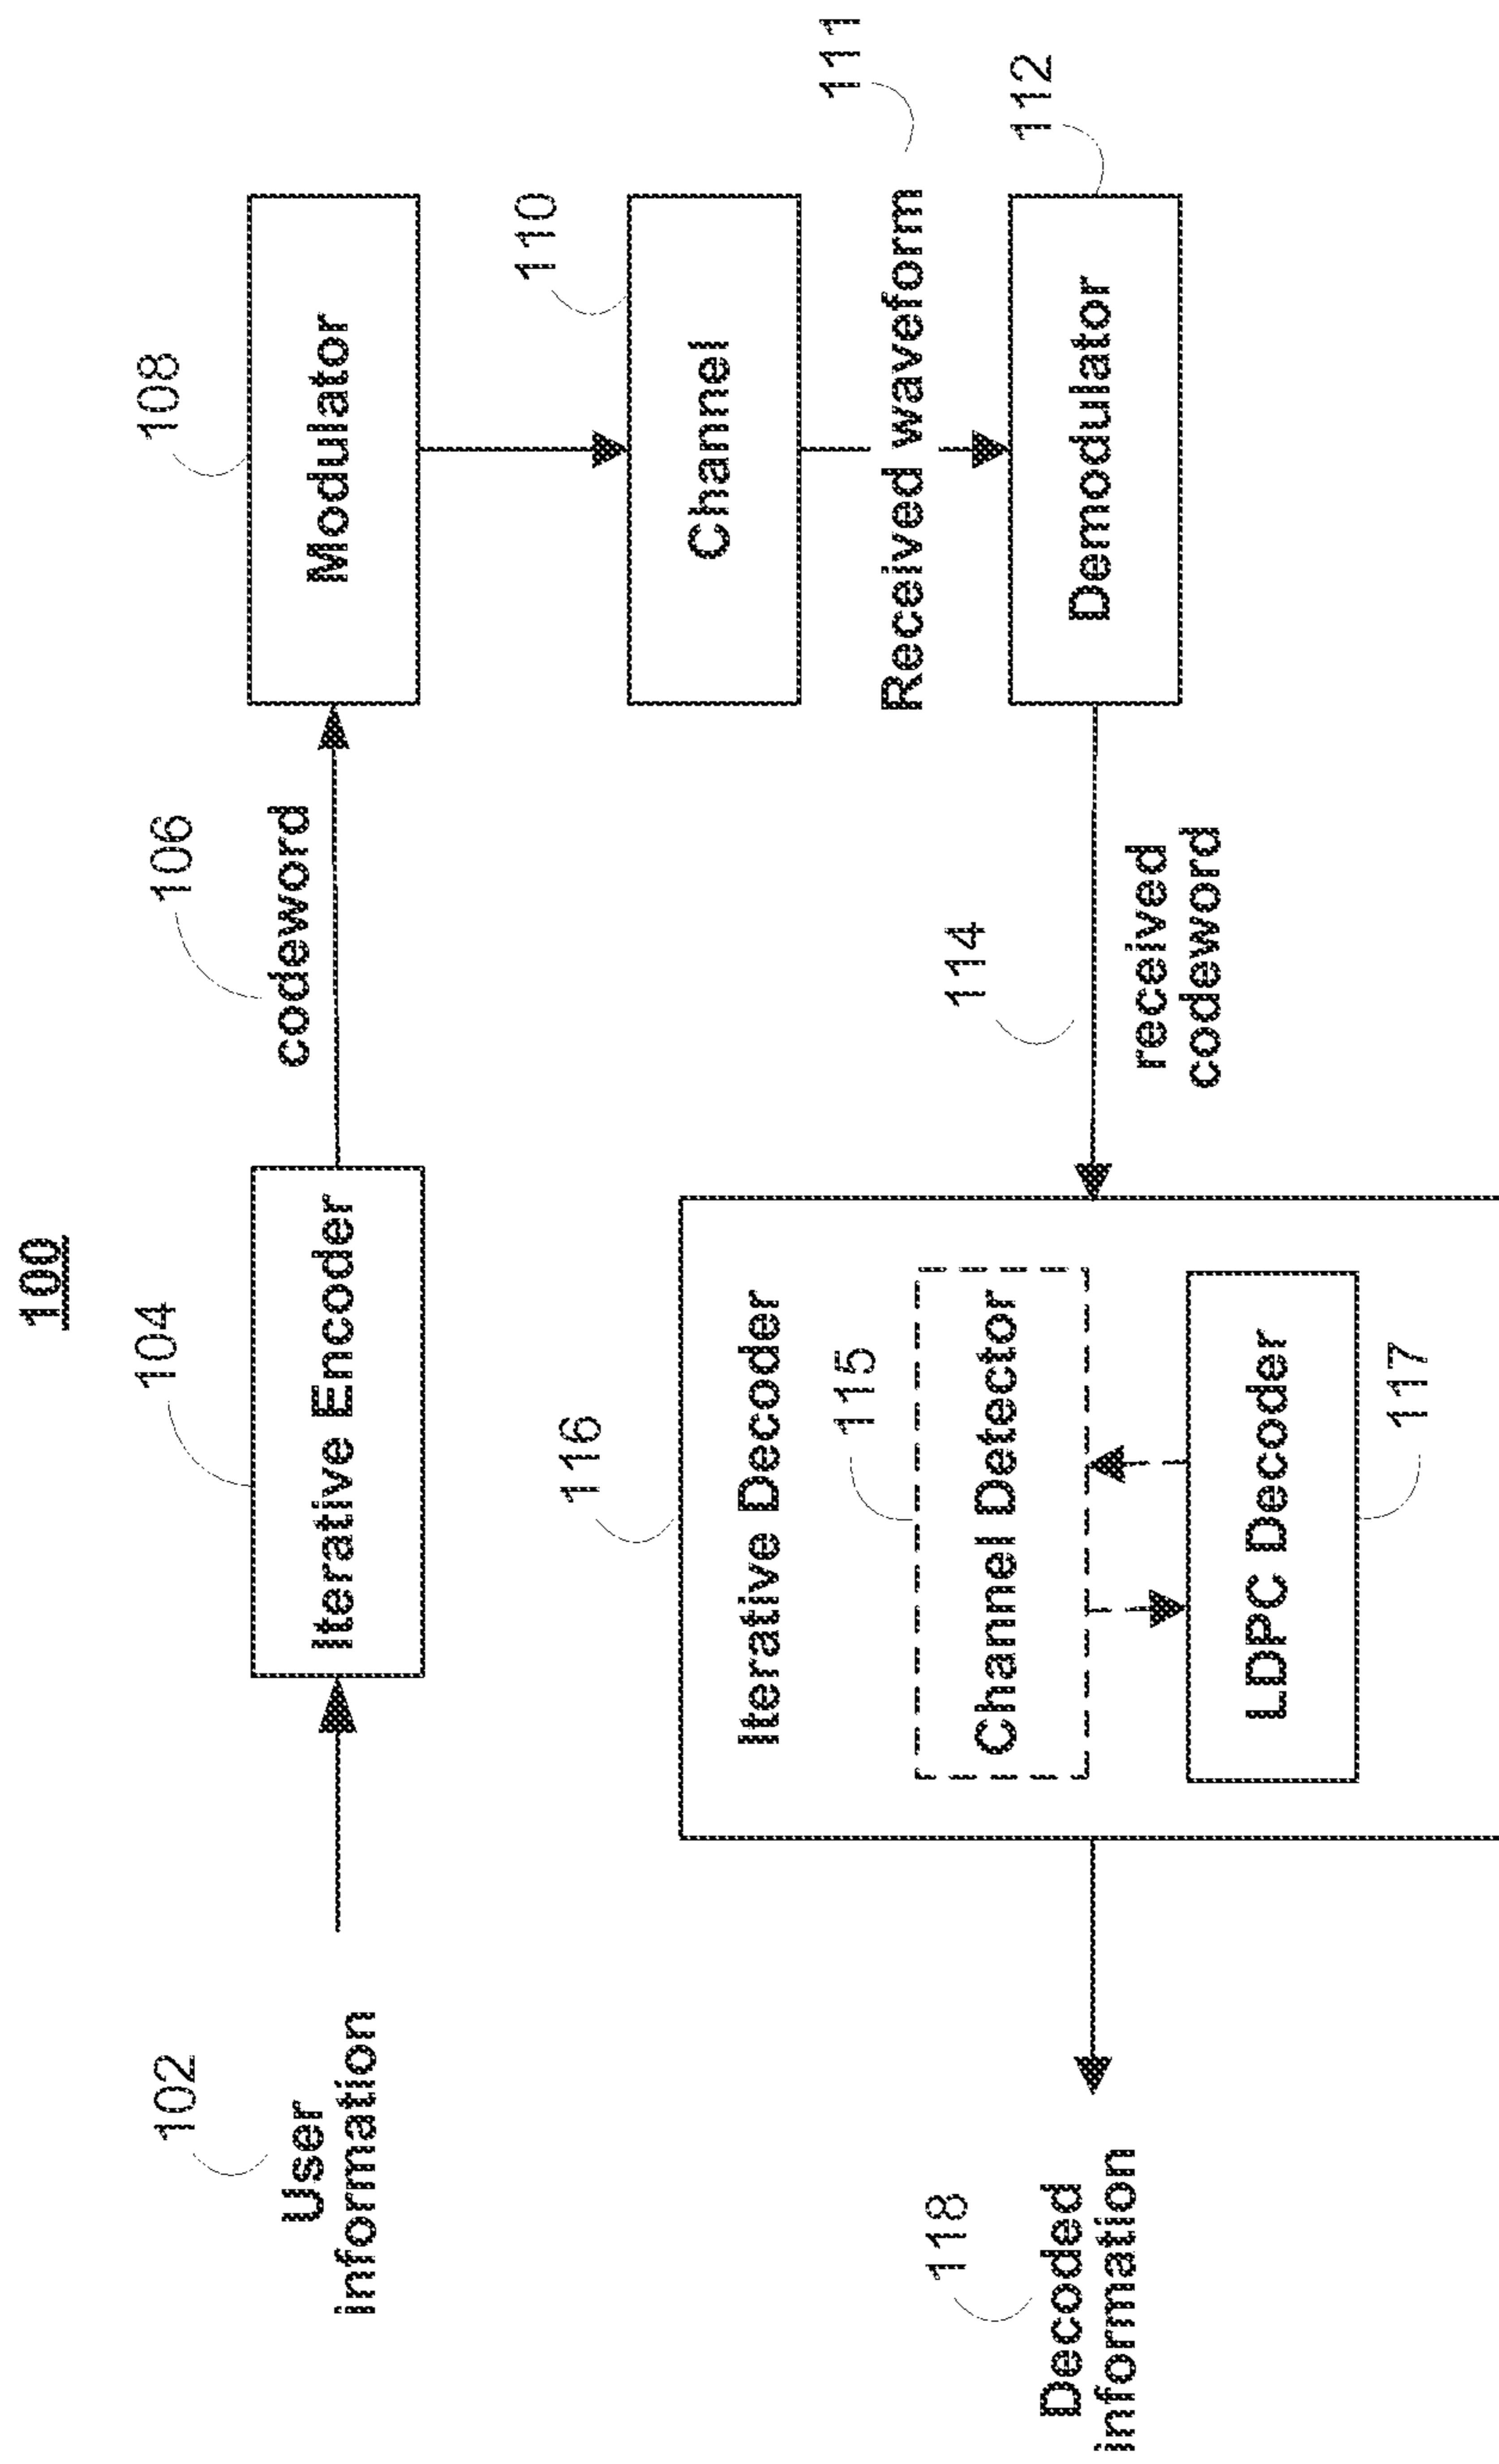 100
102
User
information
104
Iterative Encoder
106
codeword
108
Modulator
110
Channel
Received waveform
111
112
Demodulator
114
received
codeword
116
Iterative Decoder
115
Channel Detector
LDPC Decoder
117
118
Decoded
information